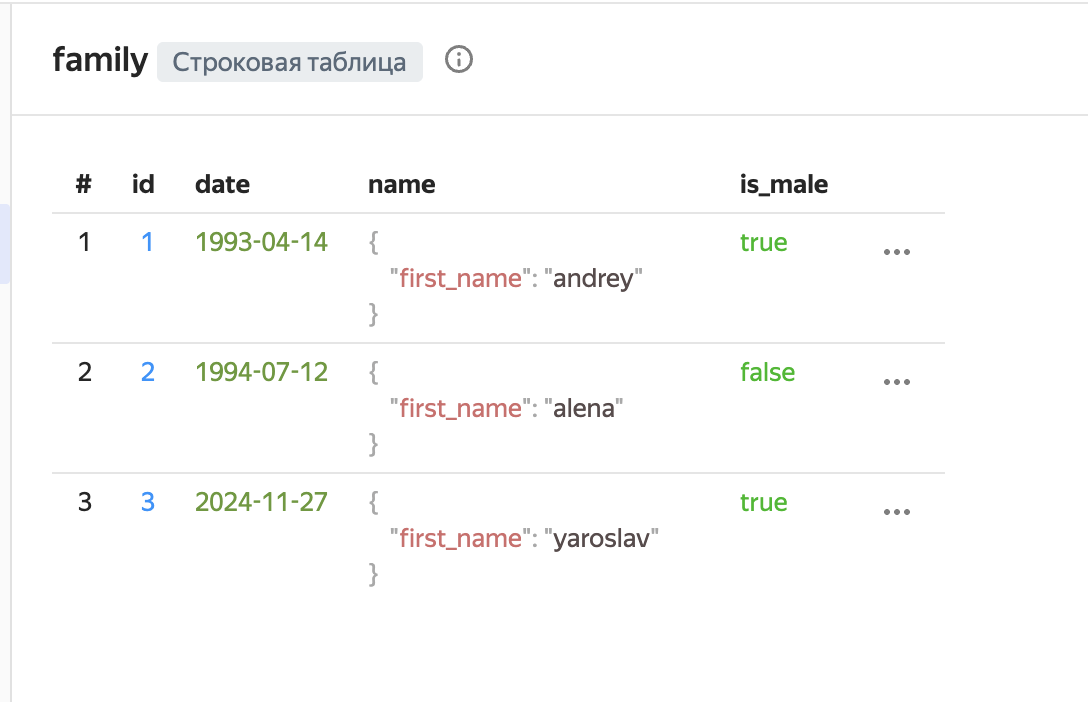 family Строковая таблица
# id date name is_male
1 1 1993-04-14 { true ...
"first_name": "andrey"
}
2 2 1994-07-12 { false ...
"first_name": "alena"
}
3 3 2024-11-27 { true ...
"first_name": "yaroslav"
}